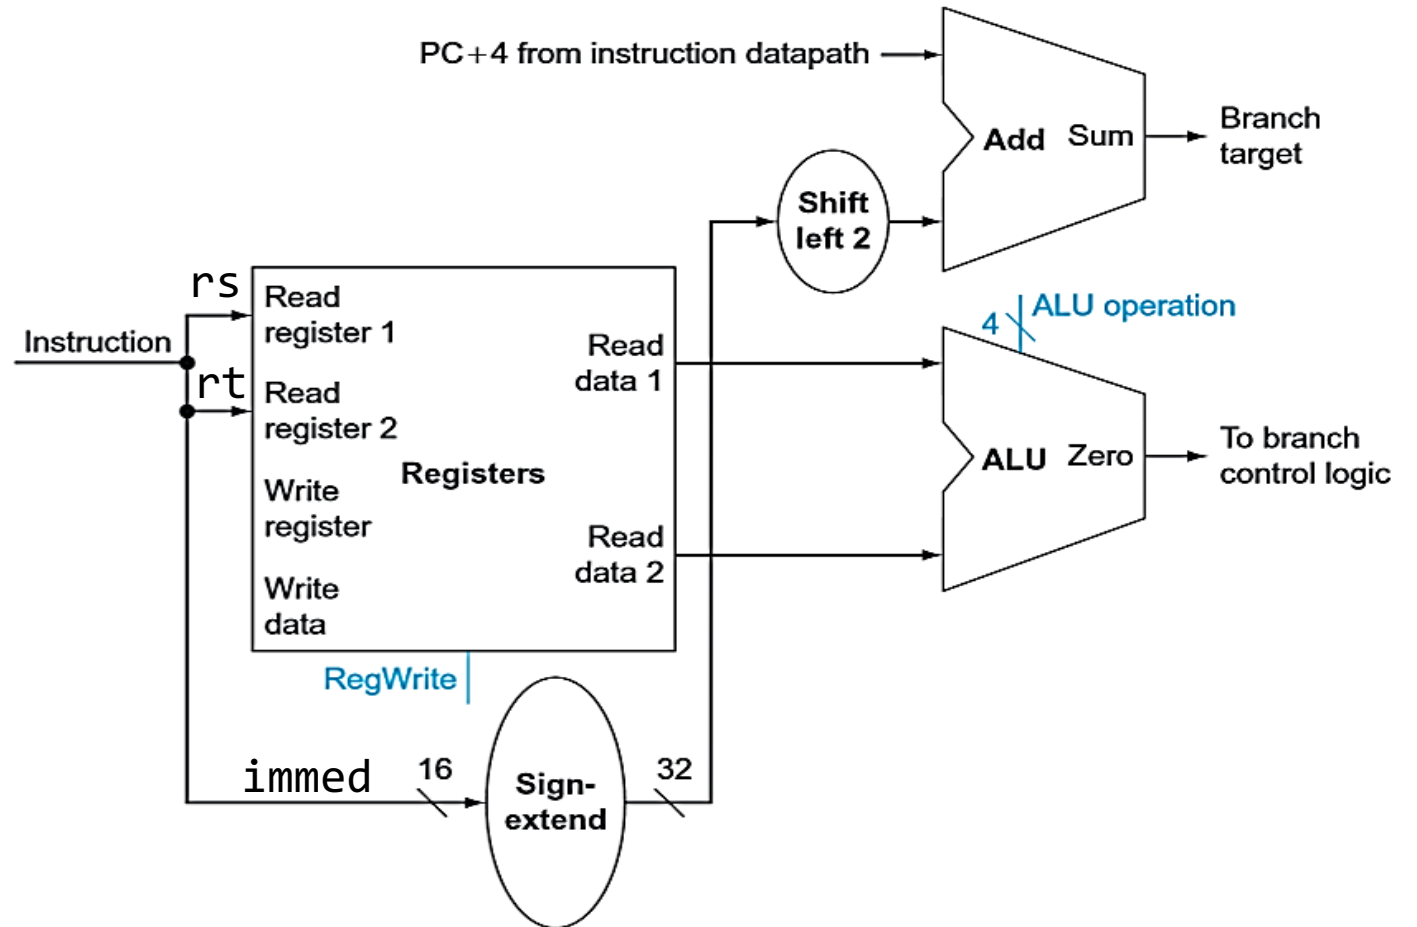 PC+4 from instruction datapath
Add
Sum
Branch
target
Shift
left 2
rs
Instruction
rt
Read
register 1
Read
register 2
Registers
Write
register
Write
data
Read
data 1
Read
data 2
RegWrite
4
ALU operation
ALU
Zero
To branch
control logic
immed
16
Sign-
extend
32